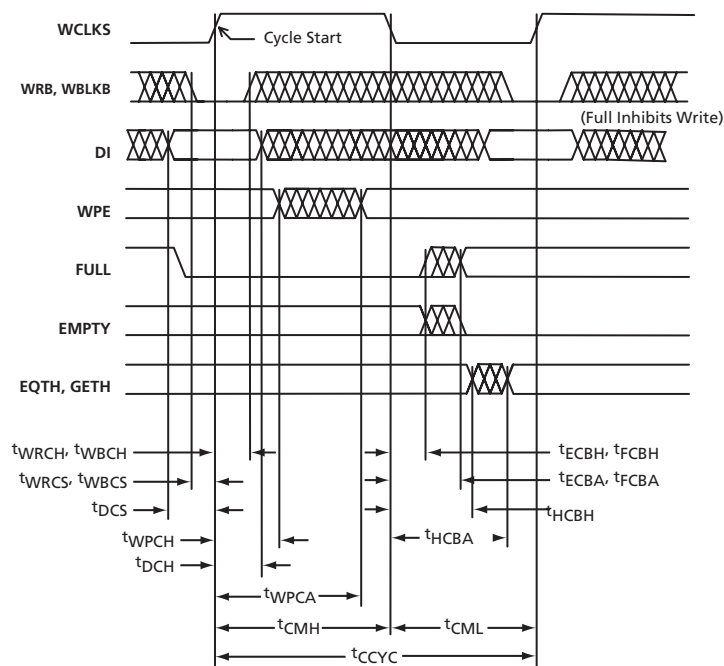 WCLKS
Cycle Start
WRB, WBLKB
(Full Inhibits Write)
DI
WPE
FULL
EMPTY
EQTH, GETH
tWRCH, tWBCH
tECBH, tFCBH
tWRCS, tWBCS
tECBA, tFCBA
tDCS
tHCBH
tWPCH
tHCBA
tDCH
tWPCA
tCMH
tCML
tCCYC